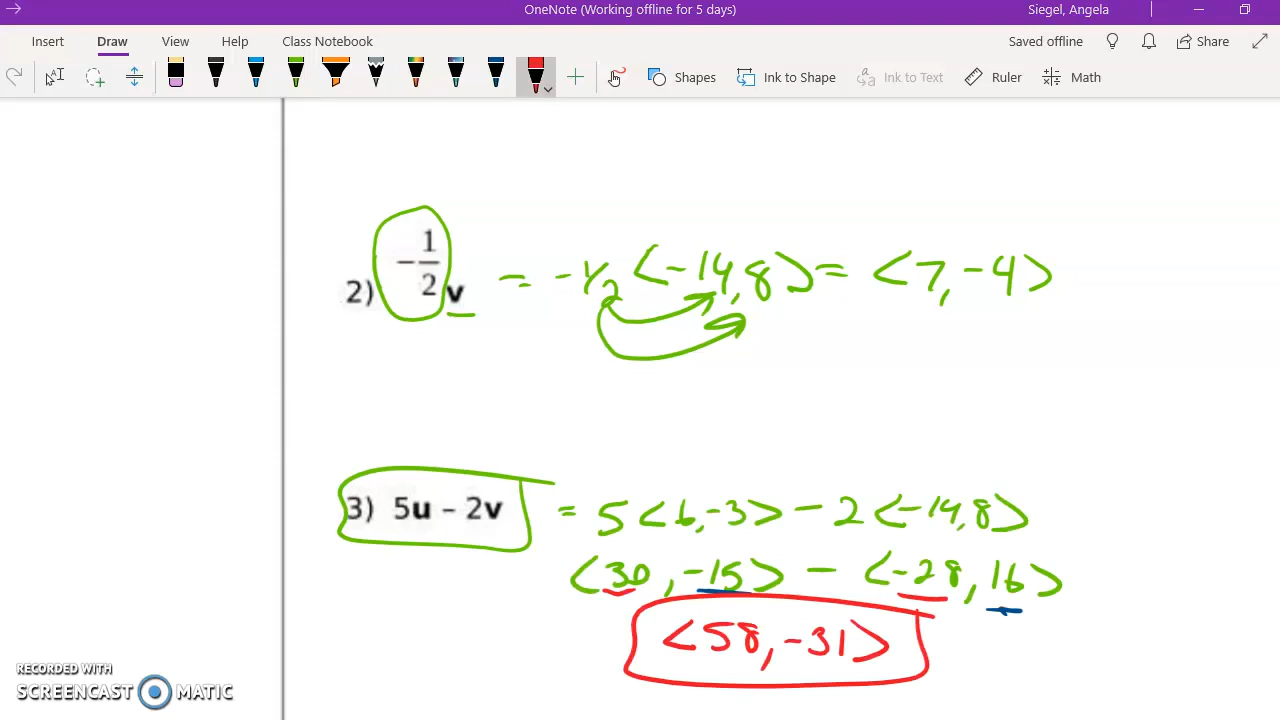 OneNote (Working offline for 5 days)
Siegel, Angela
Insert Draw View Help Class Notebook
Saved offline Share
Shapes Ink to Shape Ink to Text Ruler Math
2) -1/2 v = -1/2 <-14, 8> = <7, -4>
3) 5u - 2v = 5 <6, -3> - 2 <-14, 8>
<30, -15> - <-28, 16>
<58, -31>
RECORDED WITH
SCREENCAST MATIC